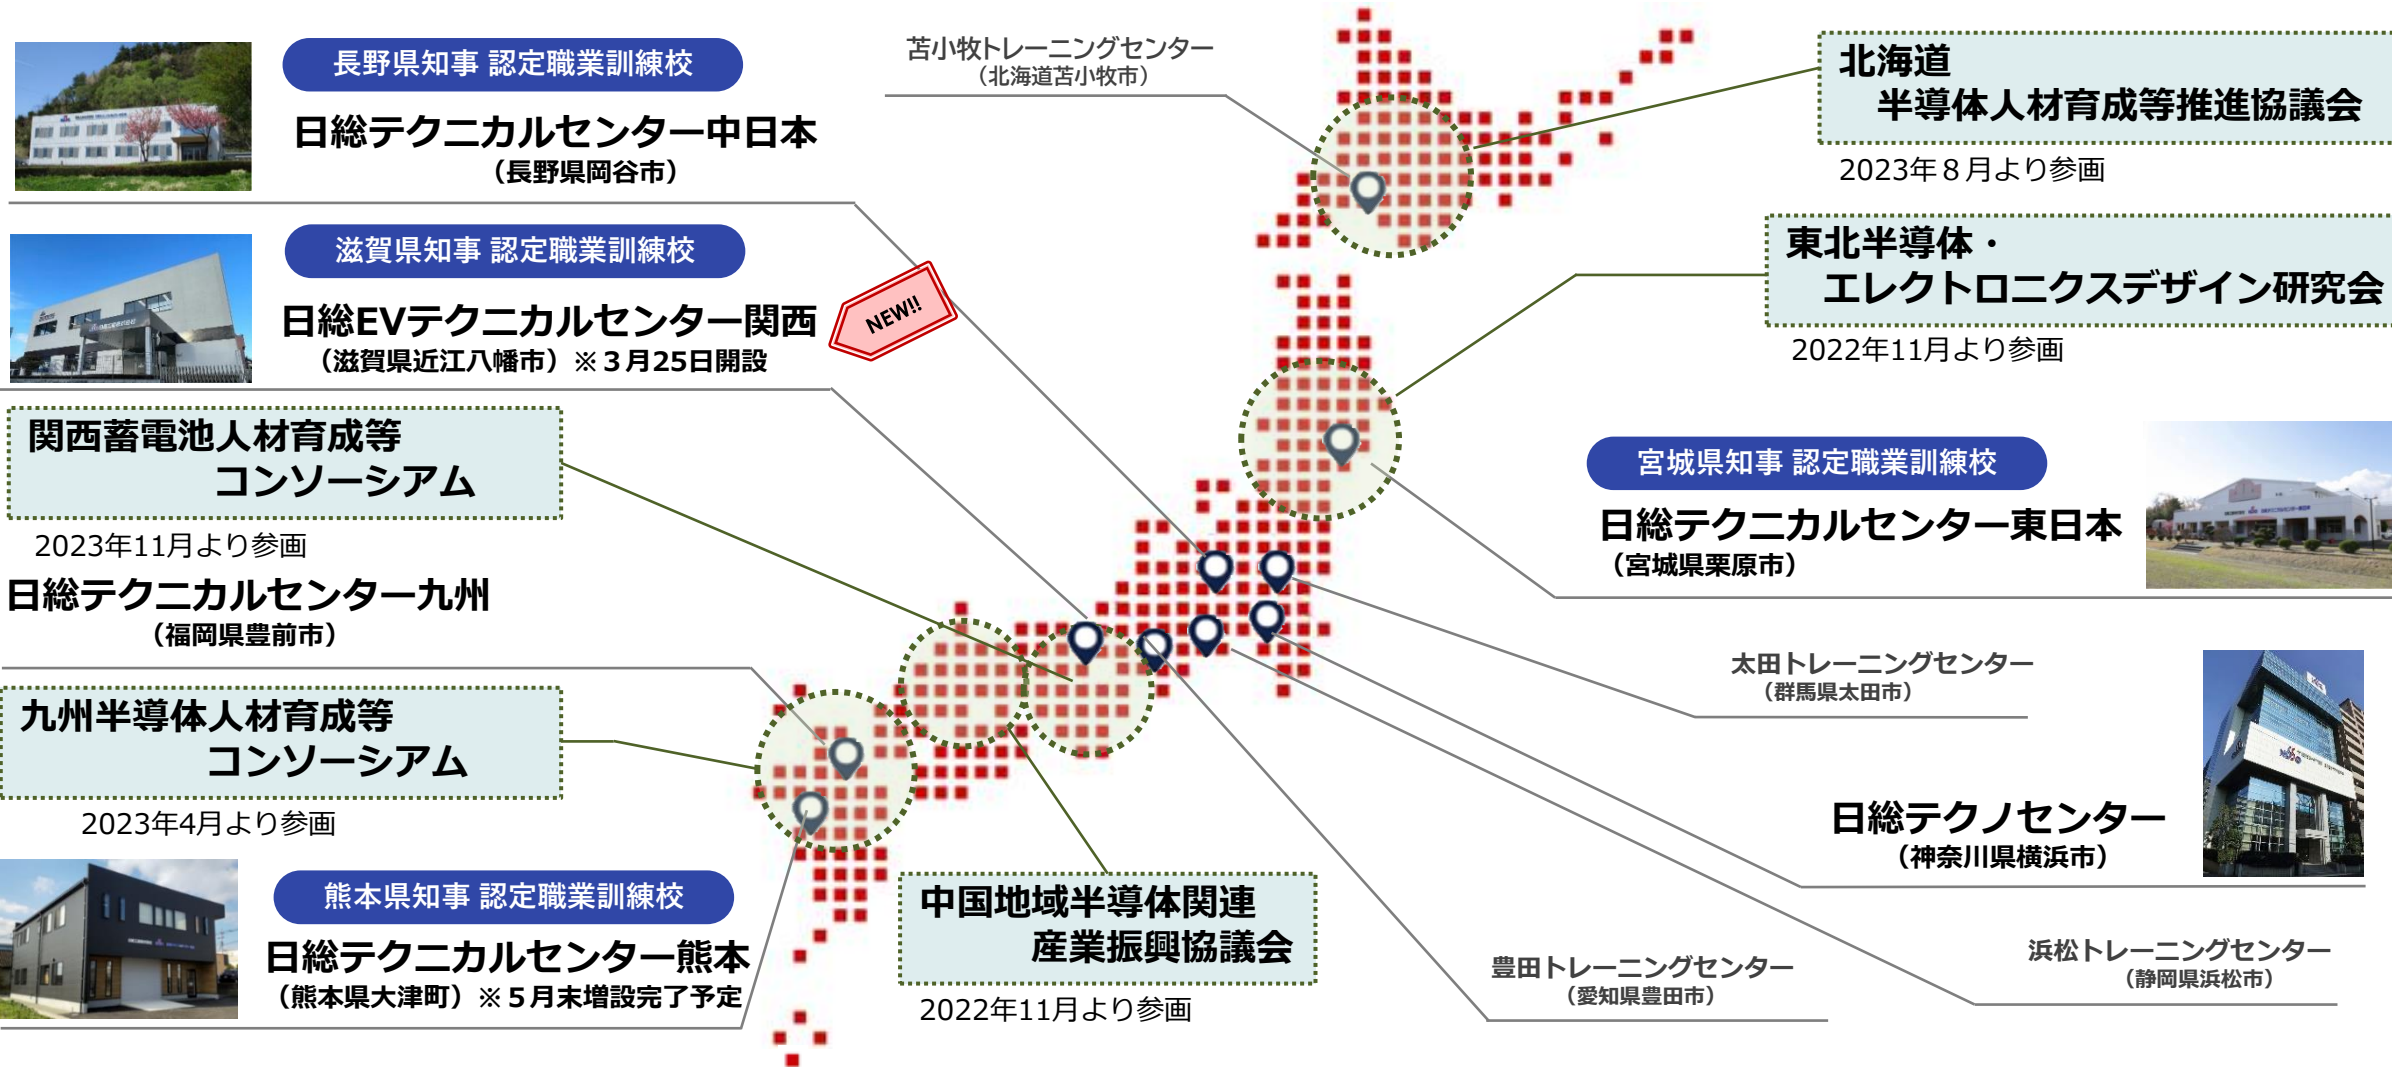 長野県知事 認定職業訓練校
日総テクニカルセンター中日本
（長野県岡谷市）
滋賀県知事 認定職業訓練校
日総EVテクニカルセンター関西
（滋賀県近江八幡市）※３月25日開設
NEW!!
関西蓄電池人材育成等
コンソーシアム
2023年11月より参画
日総テクニカルセンター九州
（福岡県豊前市）
九州半導体人材育成等
コンソーシアム
2023年4月より参画
熊本県知事 認定職業訓練校
日総テクニカルセンター熊本
（熊本県大津町）※５月末増設完了予定
苫小牧トレーニングセンター
（北海道苫小牧市）
中国地域半導体関連
産業振興協議会
2022年11月より参画
北海道
半導体人材育成等推進協議会
2023年８月より参画
東北半導体・
エレクトロニクスデザイン研究会
2022年11月より参画
宮城県知事 認定職業訓練校
日総テクニカルセンター東日本
（宮城県栗原市）
太田トレーニングセンター
（群馬県太田市）
日総テクノセンター
（神奈川県横浜市）
豊田トレーニングセンター
（愛知県豊田市）
浜松トレーニングセンター
（静岡県浜松市）